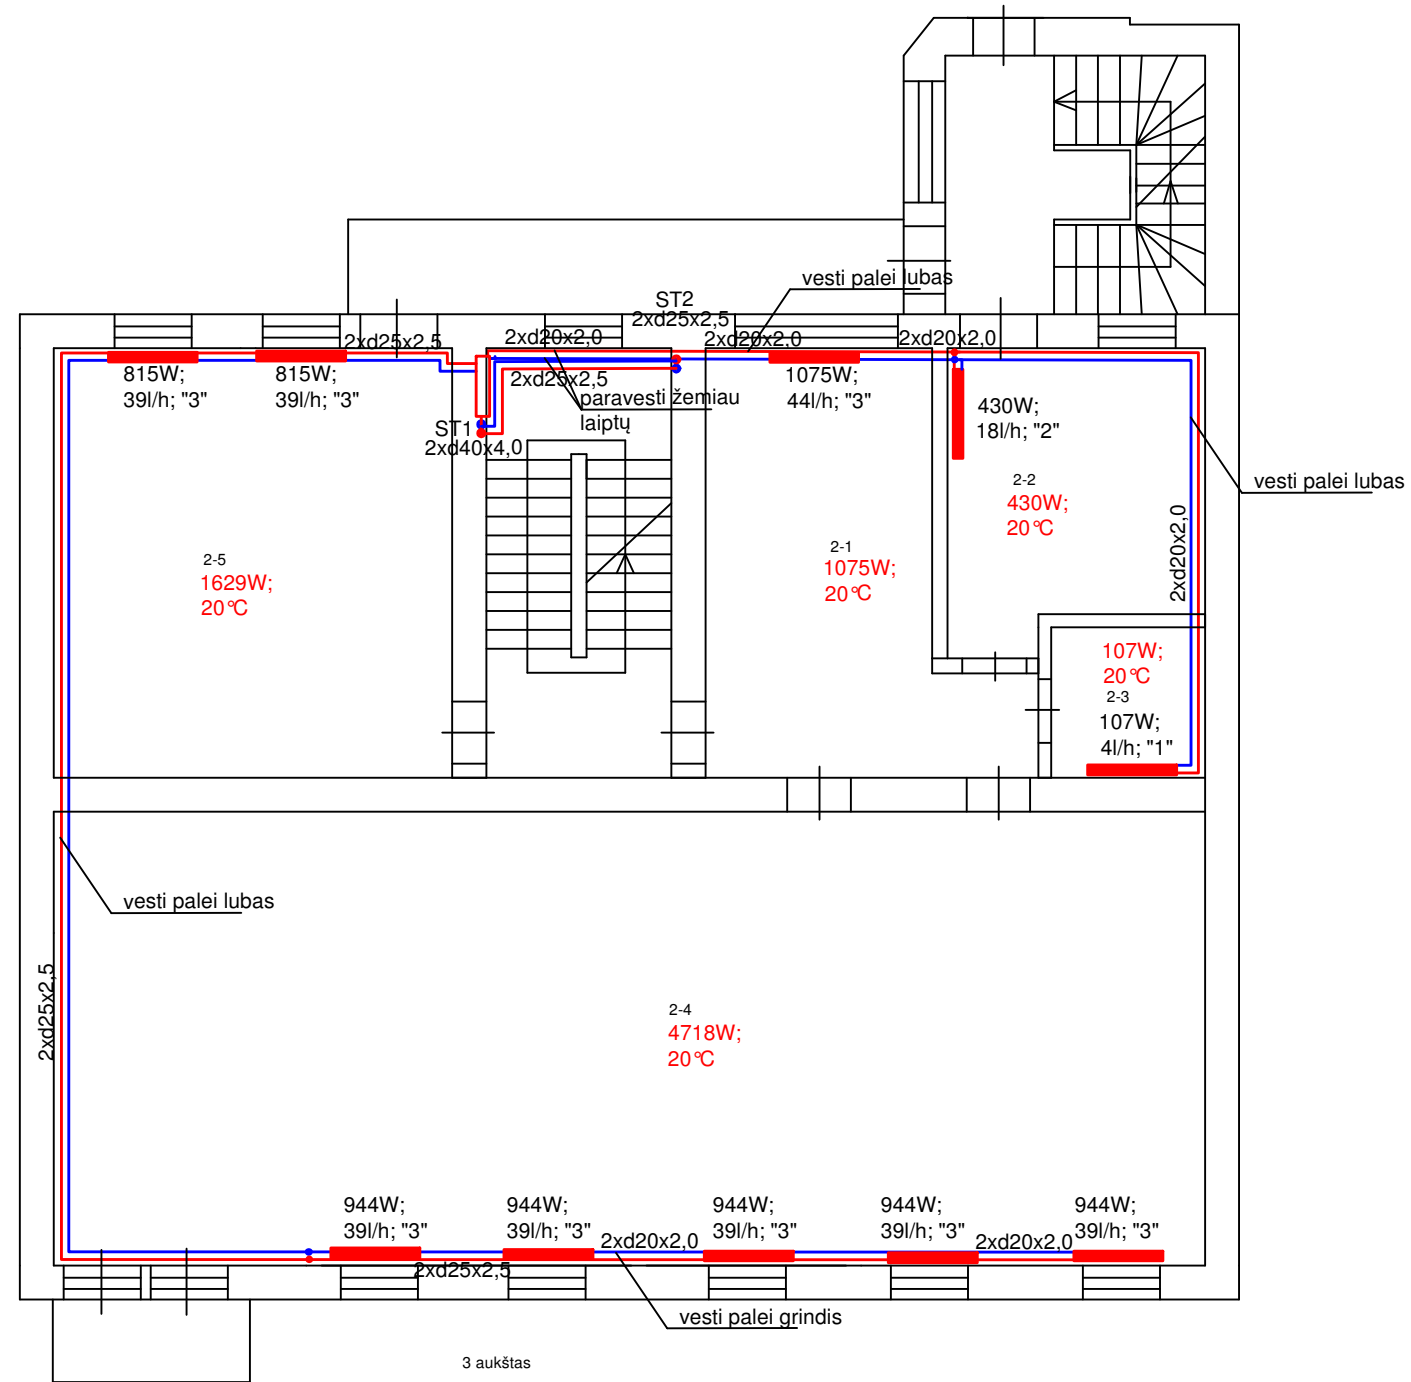 vesti palei lubas
ST2
2xd25x2,5
2xd25x2,5
2xd20x2,0
2xd20x2,0
2xd20x2,0
815W;
39l/h; "3"
815W;
39l/h; "3"
2xd25x2,5
paravesti žemiau
laiptų
1075W;
44l/h; "3"
430W;
18l/h; "2"
ST1
2xd40x4,0
vesti palei lubas
2-2
430W;
20°C
2xd20x2,0
2-5
1629W;
20°C
2-1
1075W;
20°C
107W;
20°C
2-3
107W;
4l/h; "1"
vesti palei lubas
2xd25x2,5
2-4
4718W;
20°C
944W;
39l/h; "3"
944W;
39l/h; "3"
944W;
39l/h; "3"
944W;
39l/h; "3"
944W;
39l/h; "3"
2xd20x2,0
2xd20x2,0
2xd25x2,5
vesti palei grindis
3 aukštas